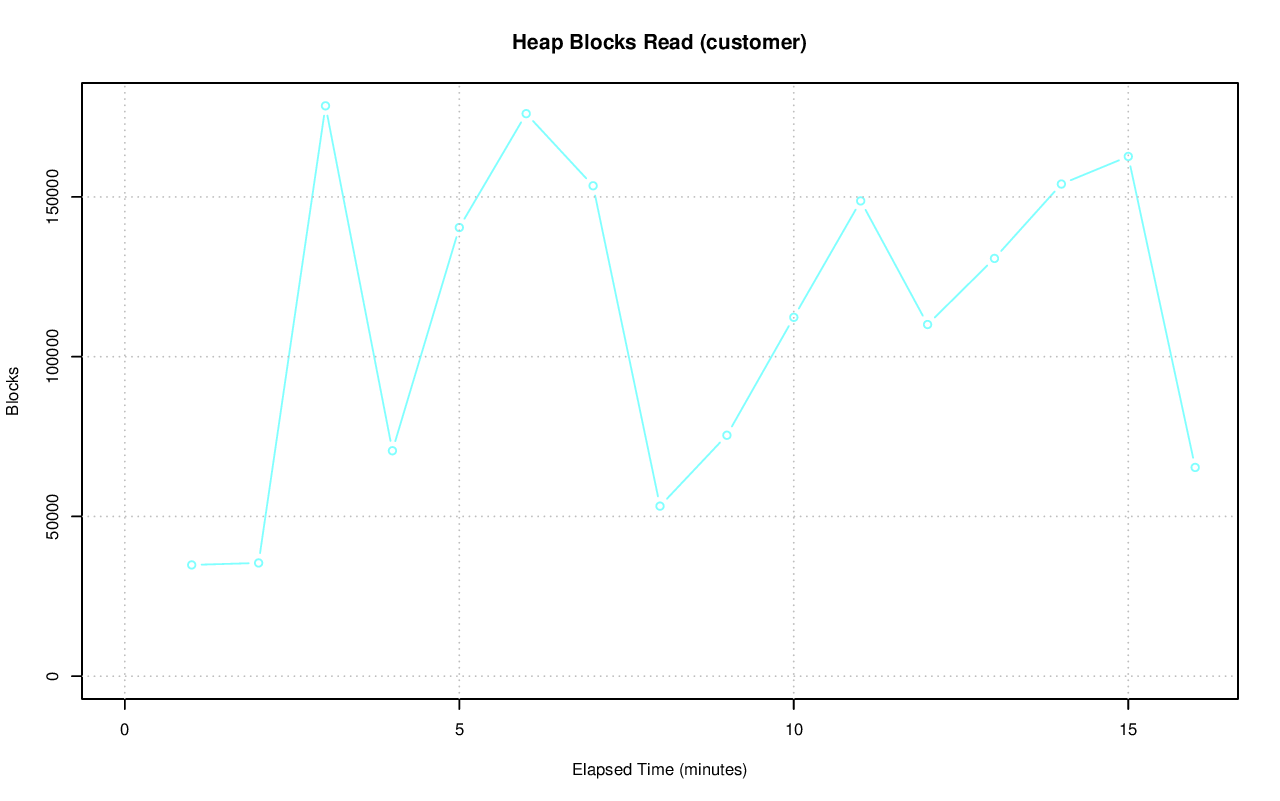 Heap Blocks Read (customer)
Blocks
150000
100000
50000
0
0 5 10 15
Elapsed Time (minutes)